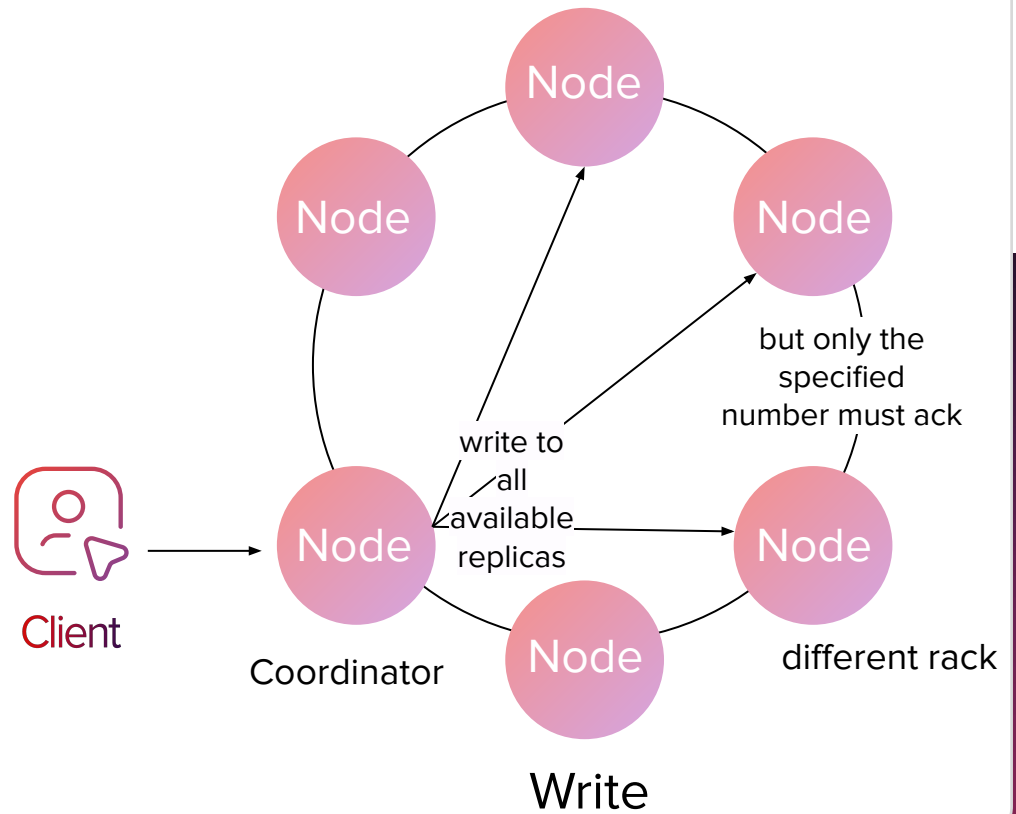 Node
Node
Node
but only the
specified
number must ack
write to
all
available
replicas
Node
Node
Client
Coordinator
Node
different rack
Write